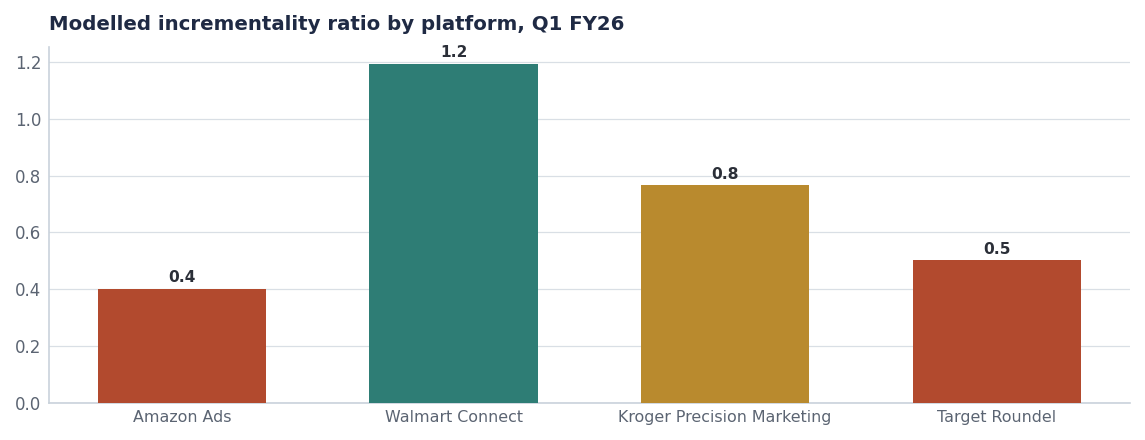 Modelled incrementality ratio by platform, Q1 FY26
1.2
1.2
1.0
0.8
0.8
0.6
0.5
0.4
0.4
0.2
0.0
Amazon Ads
Walmart Connect
Kroger Precision Marketing
Target Roundel